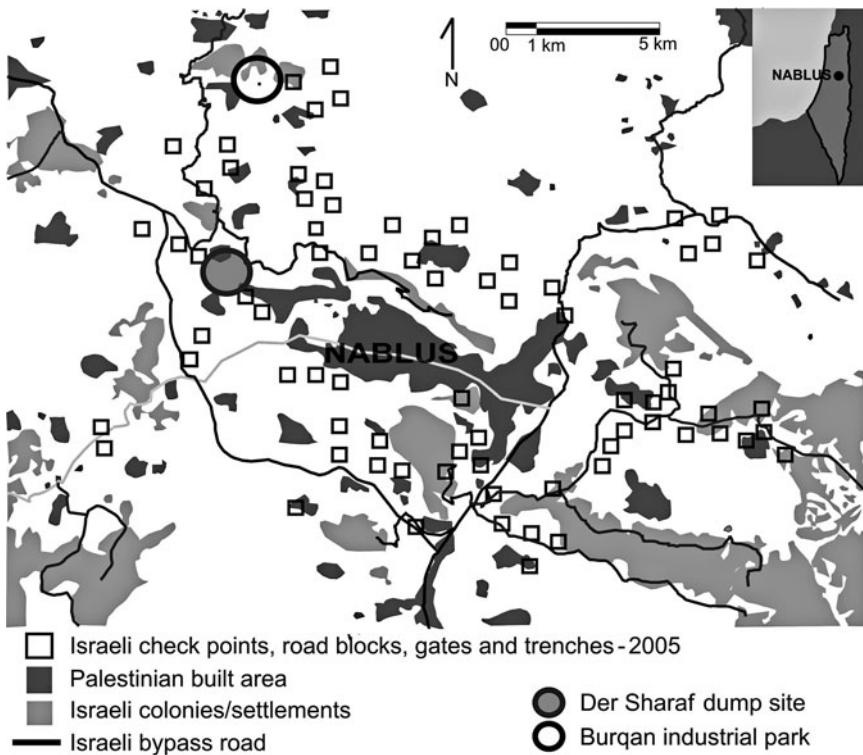 N
00 1 km 5 km
NABLUS
NABLUS
Israeli check points, road blocks, gates and trenches-2005
Palestinian built area
Israeli colonies/settlements
Israeli bypass road
Der Sharaf dump site
Burqan industrial park